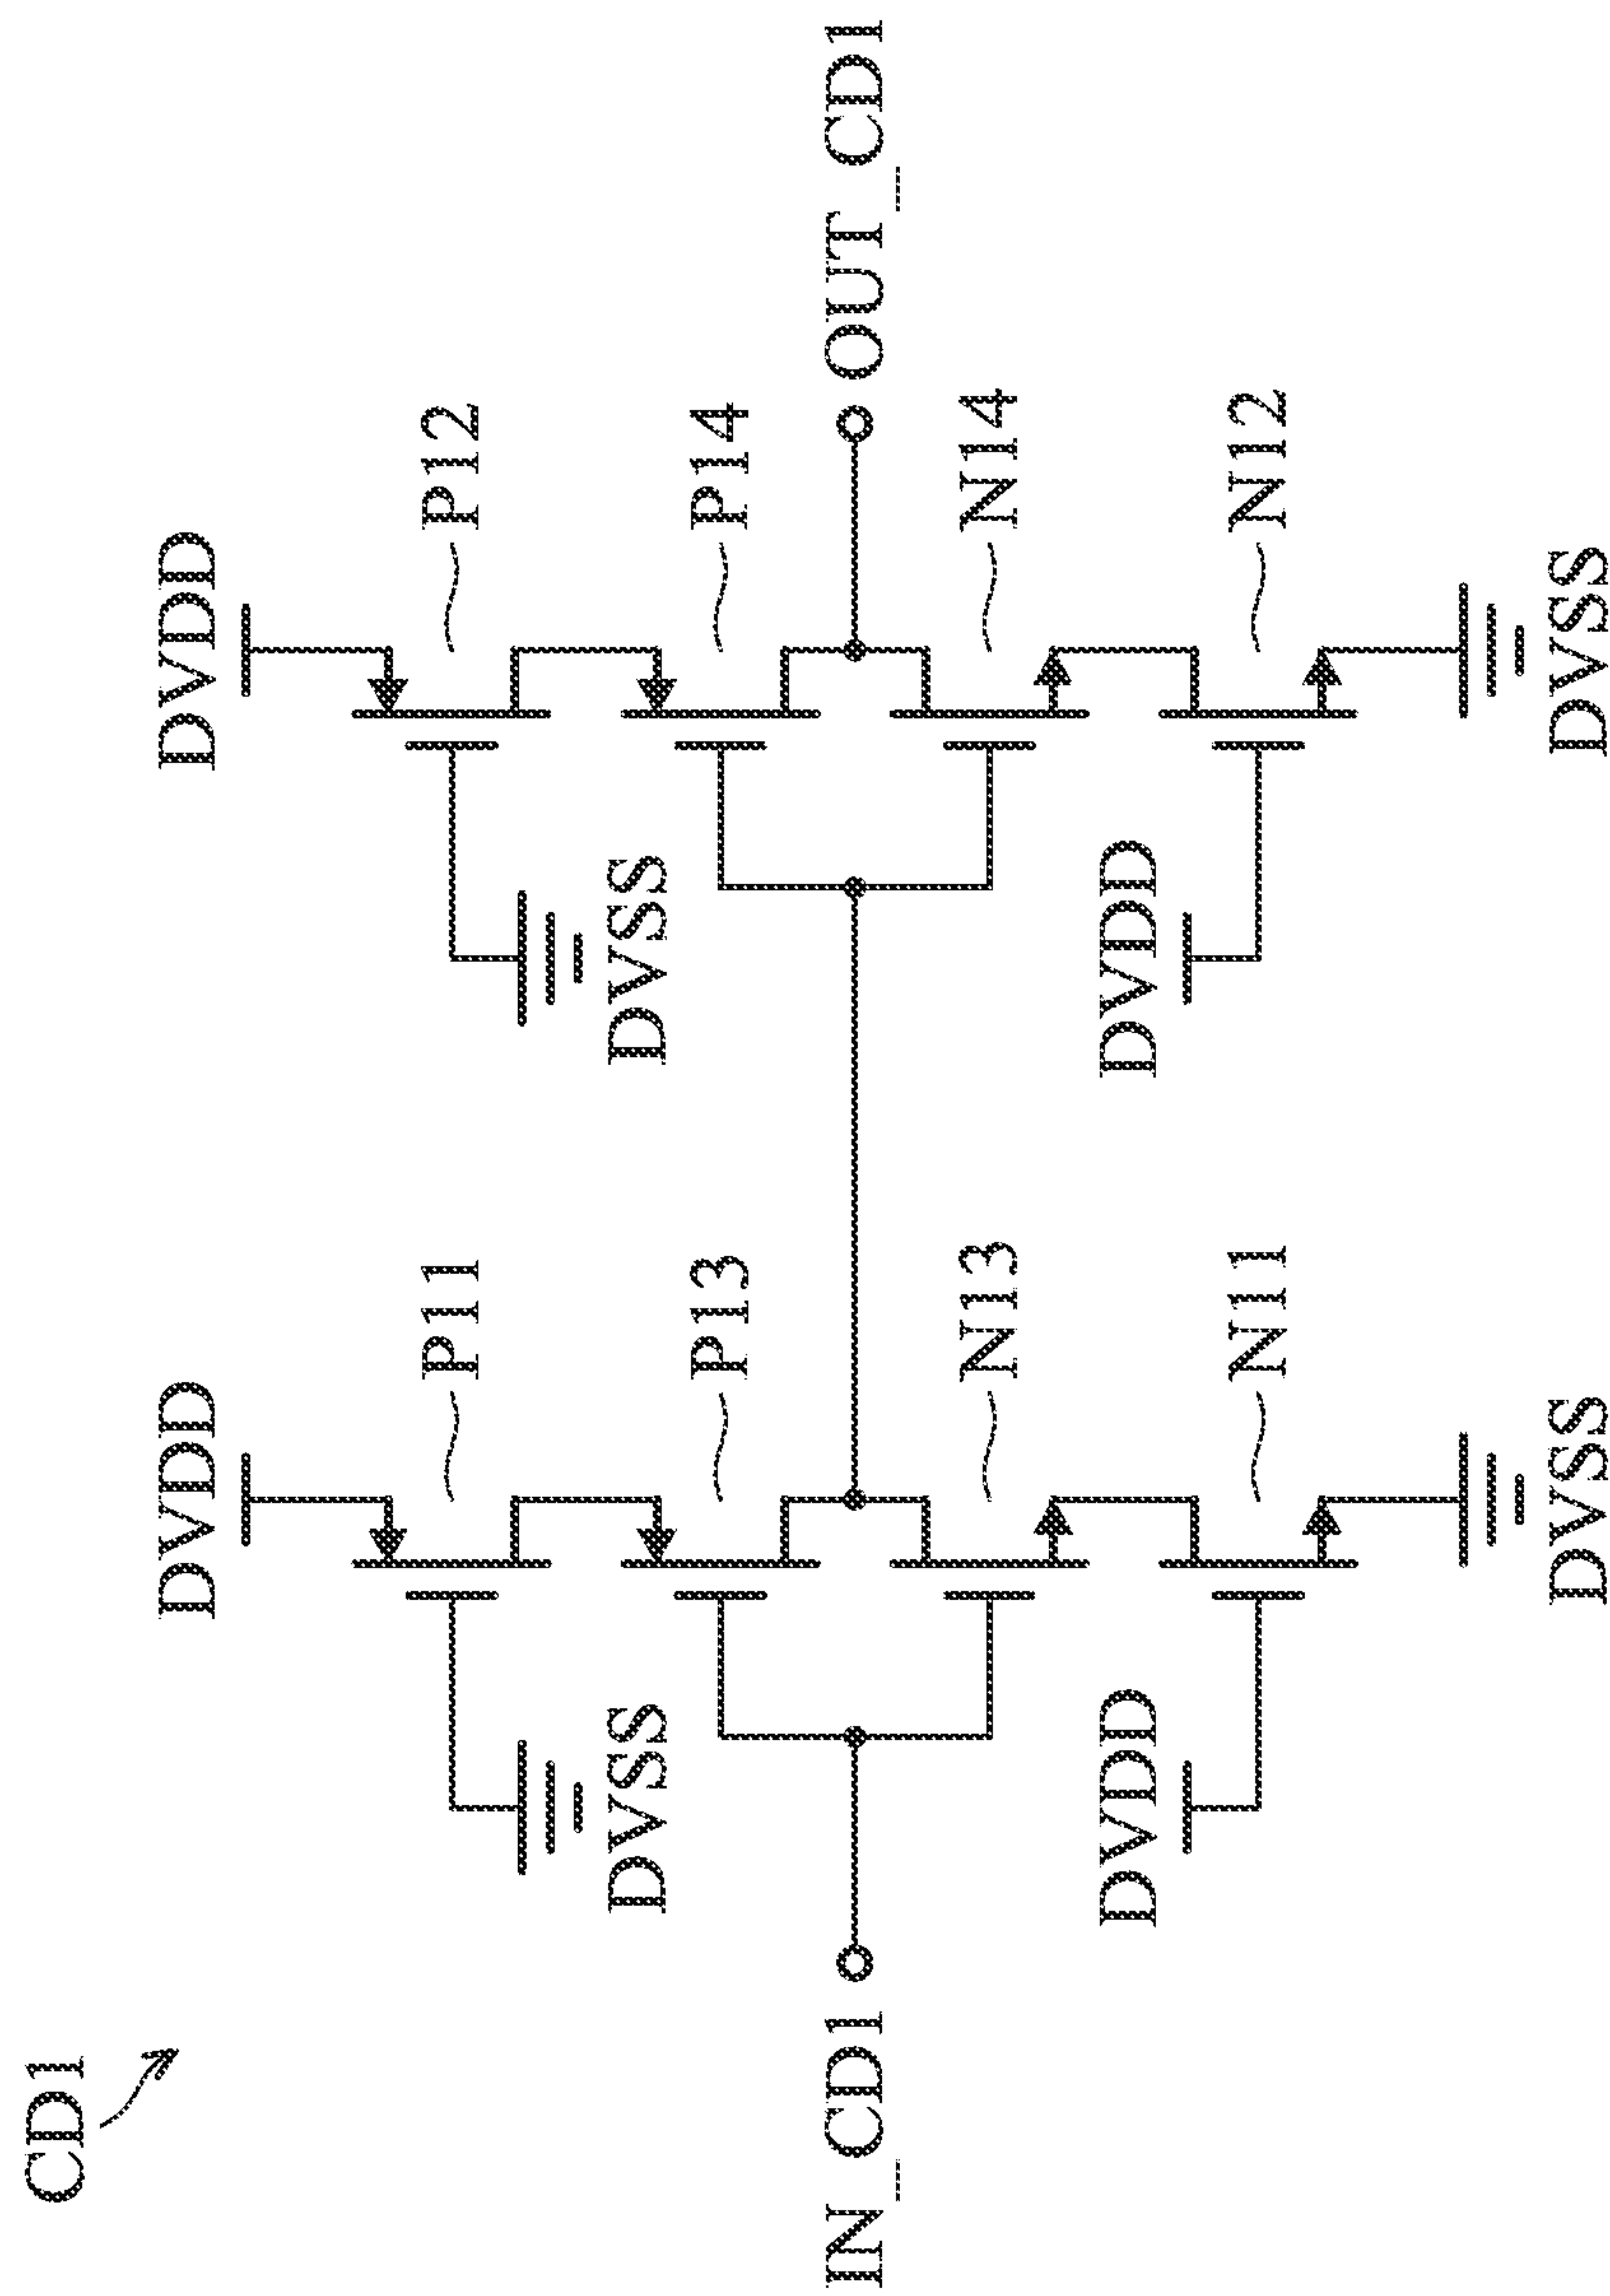 CD1
DVDD
DVDD
P11
P12
DVSS
DVSS
P13
P14
IN_CD1
OUT_CD1
N13
N14
DVDD
DVDD
N11
N12
DVSS
DVSS